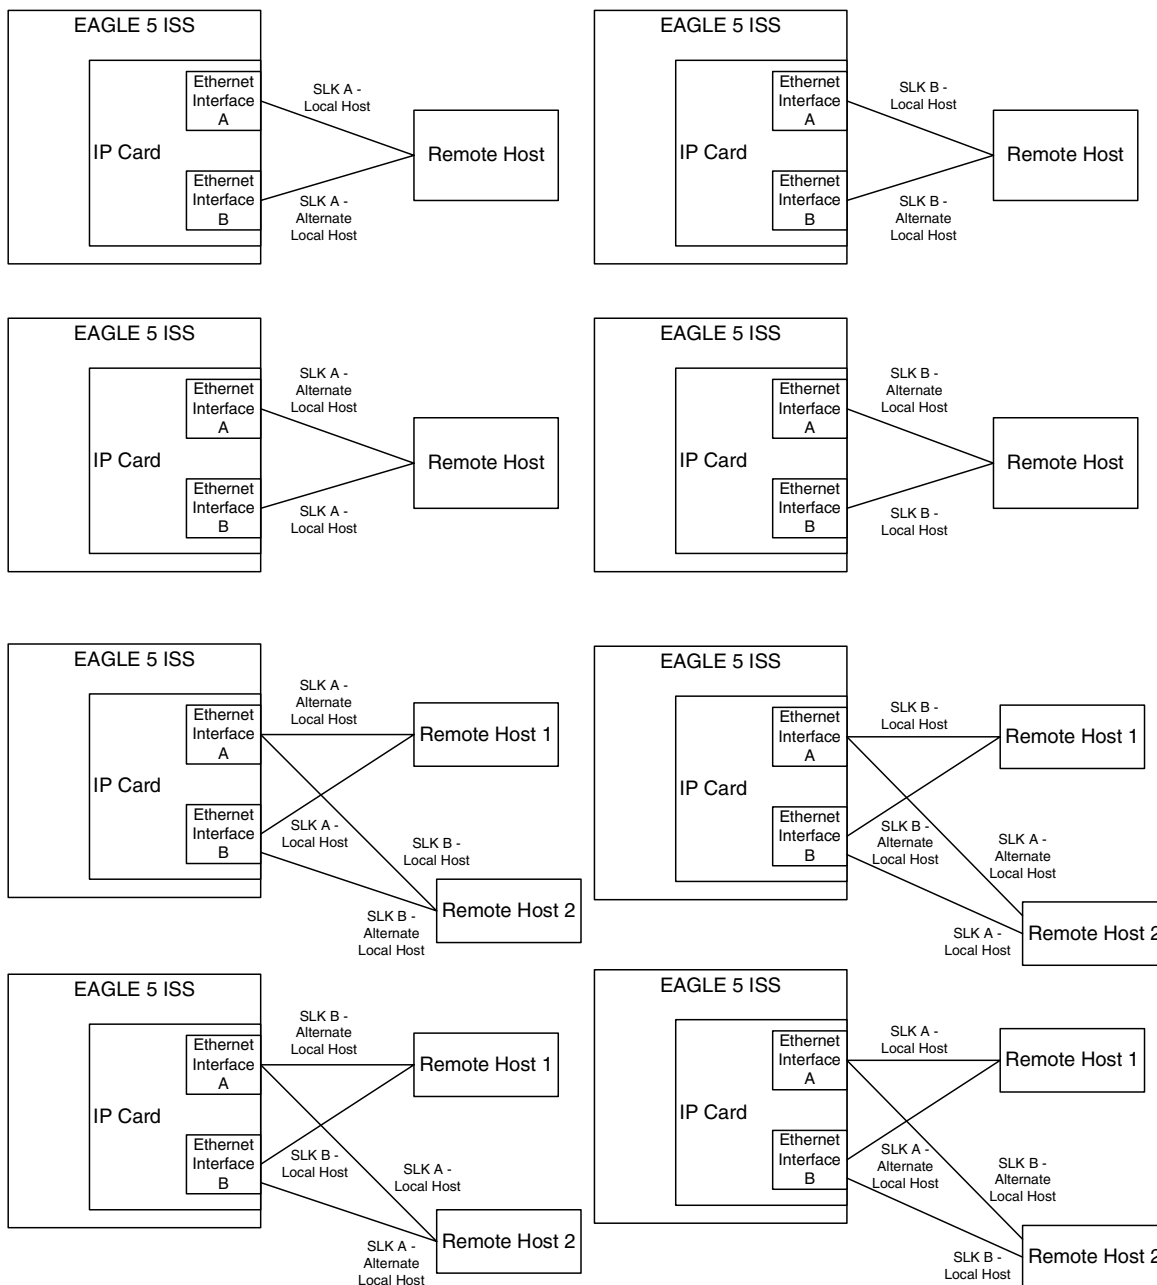 EAGLE 5 ISS
Ethernet
Interface
A
IP Card
Ethernet
Interface
B
SLK A -
Local Host
SLK A -
Alternate
Local Host
Remote Host
EAGLE 5 ISS
Ethernet
Interface
A
IP Card
Ethernet
Interface
B
SLK B -
Local Host
SLK B -
Alternate
Local Host
Remote Host
EAGLE 5 ISS
Ethernet
Interface
A
IP Card
Ethernet
Interface
B
SLK A -
Alternate
Local Host
SLK A -
Local Host
Remote Host
EAGLE 5 ISS
Ethernet
Interface
A
IP Card
Ethernet
Interface
B
SLK B -
Alternate
Local Host
SLK B -
Local Host
Remote Host
EAGLE 5 ISS
Ethernet
Interface
A
IP Card
Ethernet
Interface
B
SLK A -
Alternate
Local Host
Remote Host 1
SLK A -
Local Host
SLK B -
Local Host
SLK B -
Alternate
Local Host
Remote Host 2
EAGLE 5 ISS
Ethernet
Interface
A
IP Card
Ethernet
Interface
B
SLK B -
Local Host
Remote Host 1
SLK B -
Alternate
Local Host
SLK A -
Alternate
Local Host
SLK A -
Local Host
Remote Host 2
EAGLE 5 ISS
Ethernet
Interface
A
IP Card
Ethernet
Interface
B
SLK B -
Alternate
Local Host
Remote Host 1
SLK B -
Local Host
SLK A -
Local Host
SLK A -
Alternate
Local Host
Remote Host 2
EAGLE 5 ISS
Ethernet
Interface
A
IP Card
Ethernet
Interface
B
SLK A -
Local Host
Remote Host 1
SLK A -
Alternate
Local Host
SLK B -
Alternate
Local Host
SLK B -
Local Host
Remote Host 2